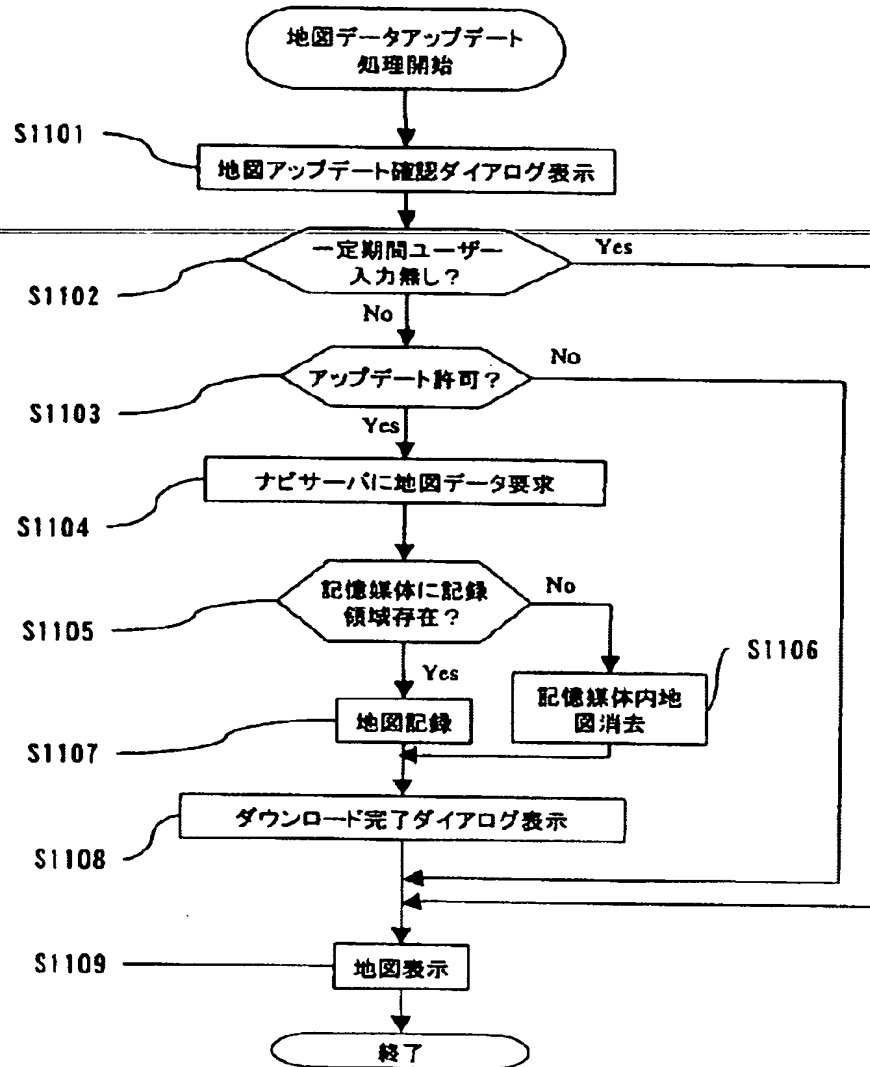 地図データアップデート
処理開始
S1101
地図アップデート確認ダイアログ表示
一定期間ユーザー
入力無し？
Yes
S1102
No
アップデート許可？
No
S1103
Yes
ナビサーバに地図データ要求
S1104
記憶媒体に記録
領域存在？
No
S1105
Yes
S1106
地図記録
記憶媒体内地
図消去
S1107
ダウンロード完了ダイアログ表示
S1108
地図表示
S1109
終了